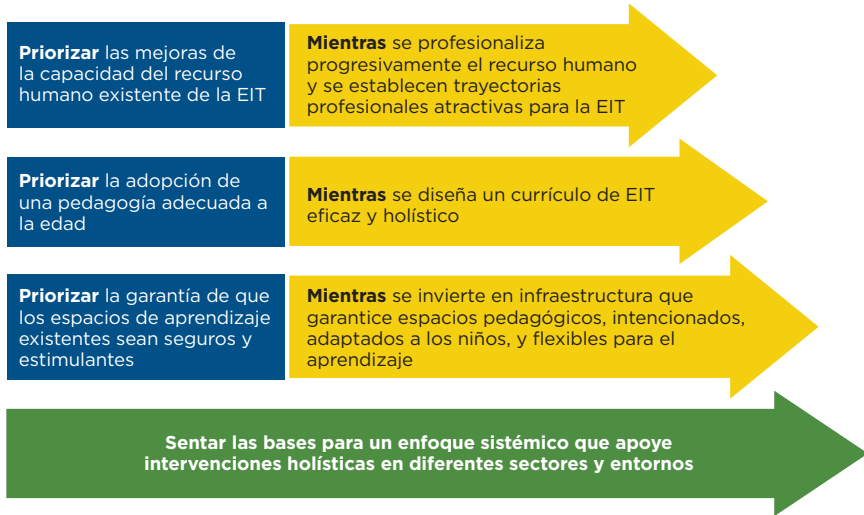 Priorizar las mejoras de
la capacidad del recurso
humano existente de la EIT
Mientras se profesionaliza
progresivamente el recurso humano
y se establecen trayectorias
profesionales atractivas para la EIT
Priorizar la adopción de
una pedagogía adecuada a
la edad
Mientras se diseña un currículo de EIT
eficaz y holístico
Priorizar la garantía de que
los espacios de aprendizaje
existentes sean seguros y
estimulantes
Mientras se invierte en infraestructura que
garantice espacios pedagógicos, intencionados,
adaptados a los niños, y flexibles para el
aprendizaje
Sentar las bases para un enfoque sistémico que apoye
intervenciones holísticas en diferentes sectores y entornos